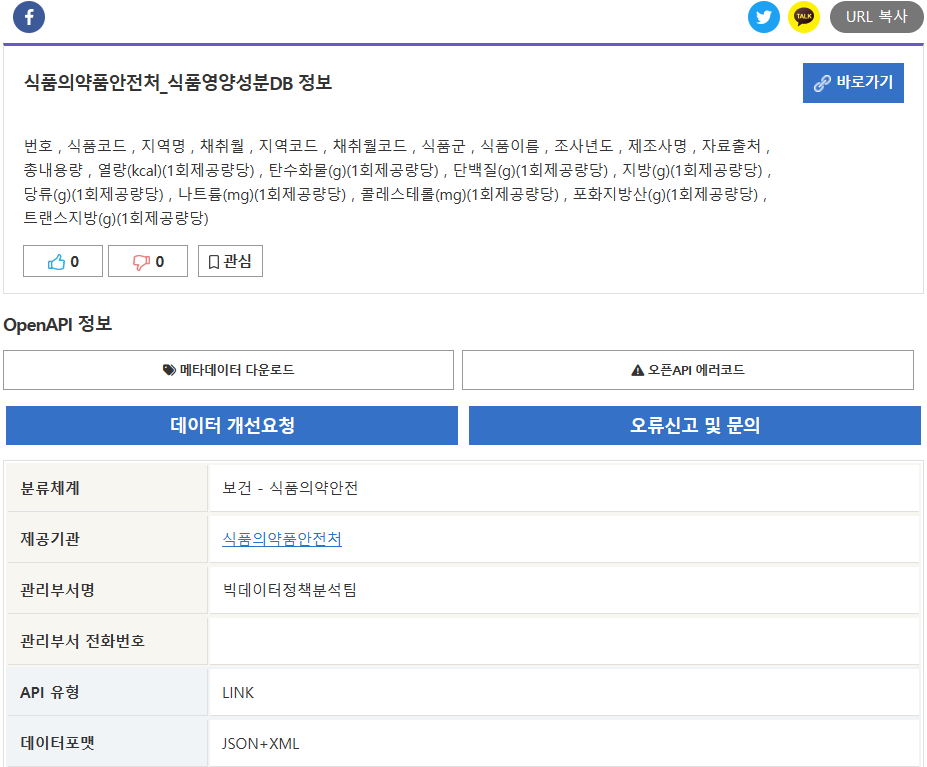 f
TALK
URL 복사
식품의약품안전처_식품영양성분DB 정보
바로가기
번호 , 식품코드 , 지역명 , 채취월 , 지역코드 , 채취월코드 , 식품군 , 식품이름 , 조사년도 , 제조사명 , 자료출처 ,
총내용량 , 열량(kcal)(1회제공량당) , 탄수화물(g)(1회제공량당) , 단백질(g)(1회제공량당) , 지방(g)(1회제공량당) ,
당류(g)(1회제공량당) , 나트륨(mg)(1회제공량당) , 콜레스테롤(mg)(1회제공량당) , 포화지방산(g)(1회제공량당) ,
트랜스지방(g)(1회제공량당)
0
0
관심
OpenAPI 정보
메타데이터 다운로드
오픈API 에러코드
데이터 개선요청
오류신고 및 문의
분류체계 보건 - 식품의약안전
제공기관 식품의약품안전처
관리부서명 빅데이터정책분석팀
관리부서 전화번호
API 유형 LINK
데이터포맷 JSON+XML